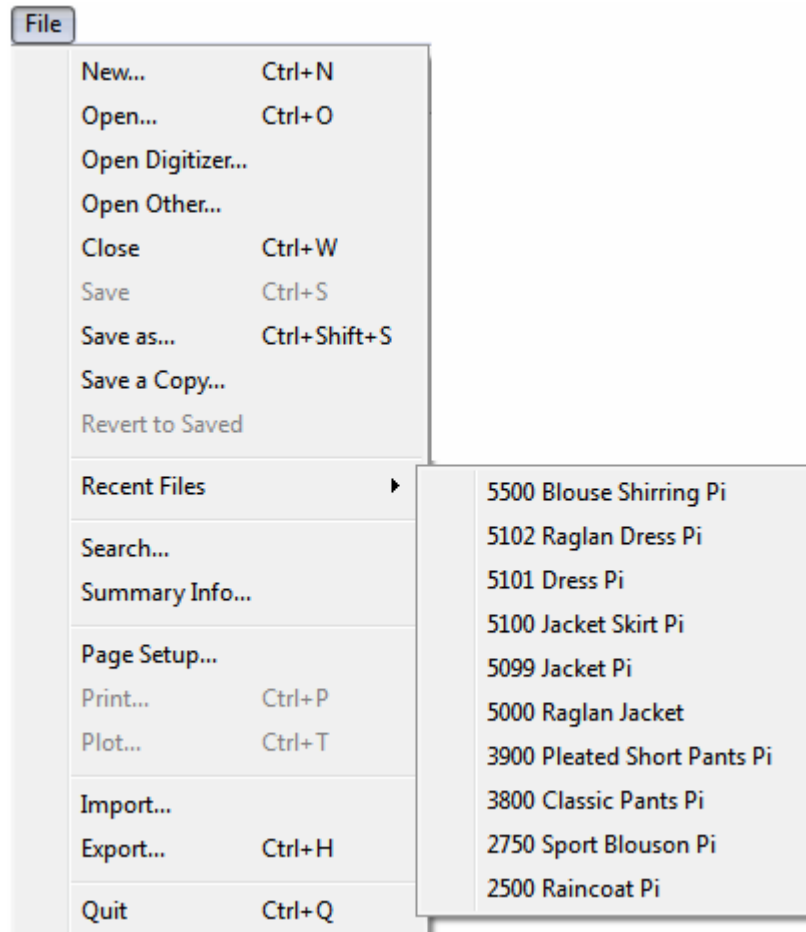 File
New... Ctrl+N
Open... Ctrl+O
Open Digitizer...
Open Other...
Close Ctrl+W
Save Ctrl+S
Save as... Ctrl+Shift+S
Save a Copy...
Revert to Saved
Recent Files
5500 Blouse Shirring Pi
5102 Raglan Dress Pi
5101 Dress Pi
5100 Jacket Skirt Pi
5099 Jacket Pi
5000 Raglan Jacket
3900 Pleated Short Pants Pi
3800 Classic Pants Pi
2750 Sport Blouson Pi
2500 Raincoat Pi
Search...
Summary Info...
Page Setup...
Print... Ctrl+P
Plot... Ctrl+T
Import...
Export... Ctrl+H
Quit Ctrl+Q